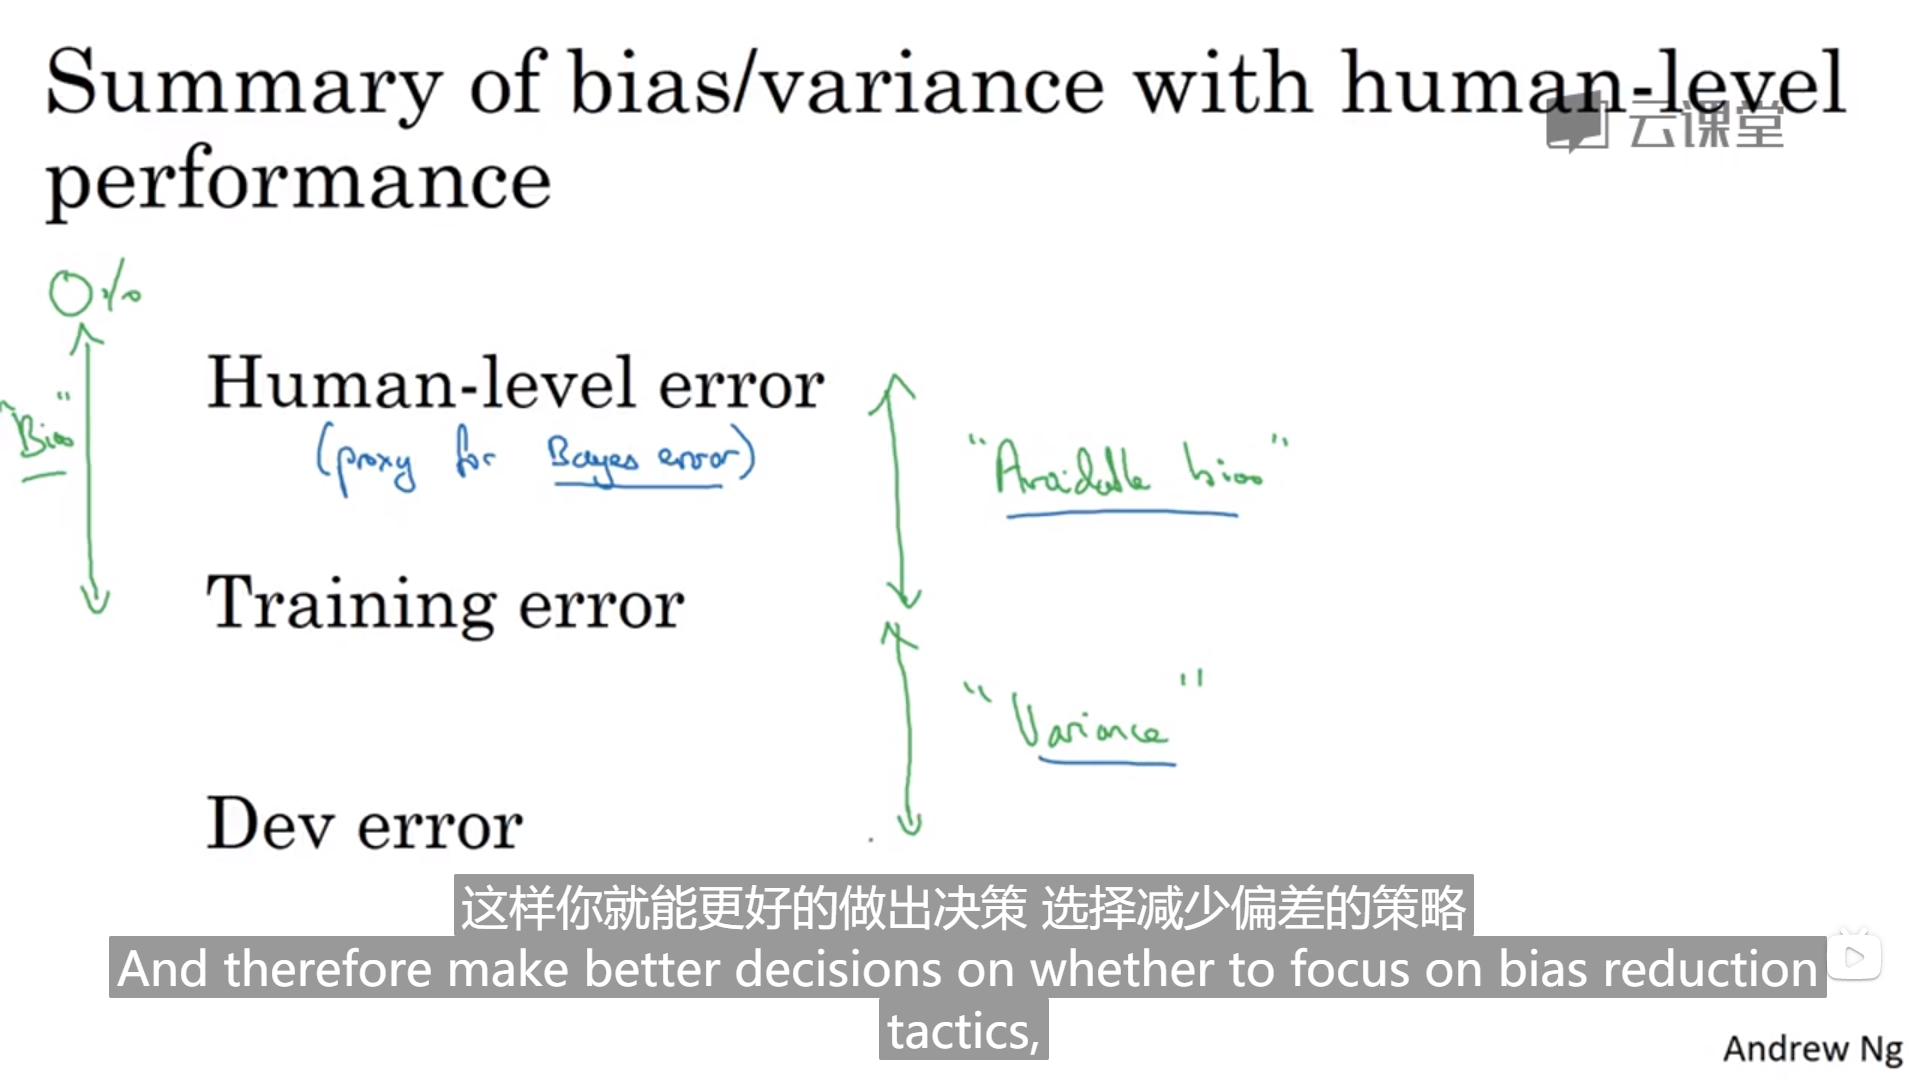 Summary of bias/variance with human-level
performance
云课堂
0%
Human-level error
"Bias"
(proxy for Bayes error)
"Avoidable bias"
Training error
"Variance"
Dev error
这样你就能更好的做出决策 选择减少偏差的策略
And therefore make better decisions on whether to focus on bias reduction
tactics,
Andrew Ng